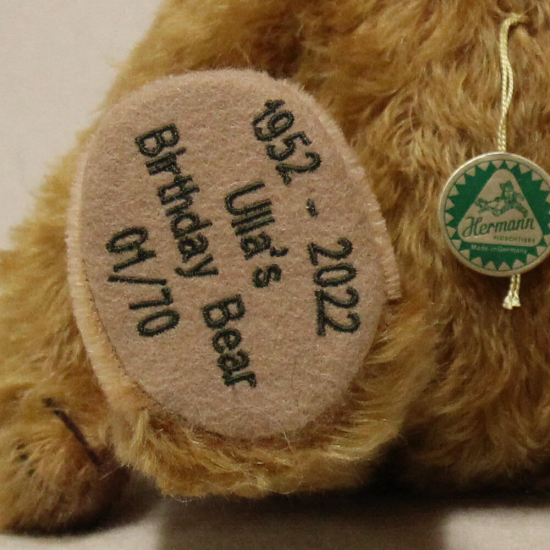 1952 - 2022
Ulla's
Birthday Bear
01/70
Hermann
Made in Germany